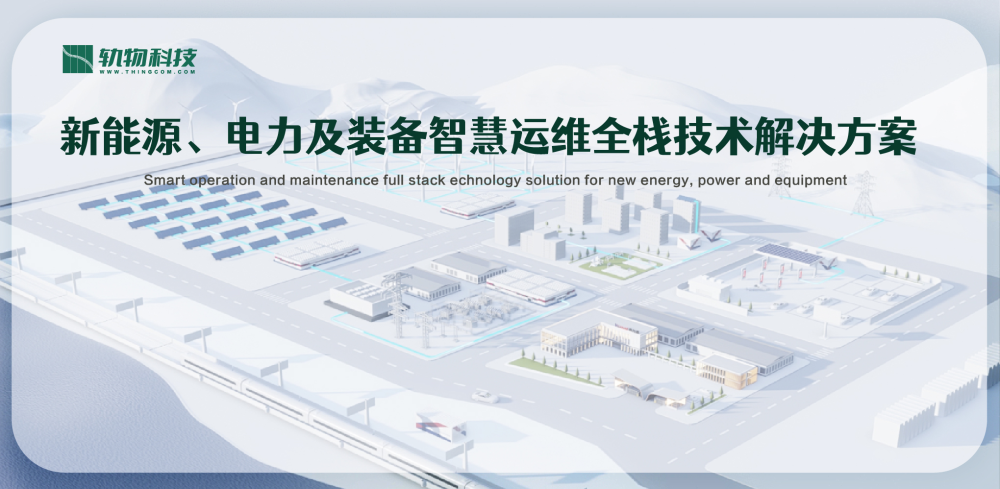 轨物科技
WWW.THINGCOM.COM
新能源、电力及装备智慧运维全栈技术解决方案
Smart operation and maintenance full stack echnology solution for new energy, power and equipment